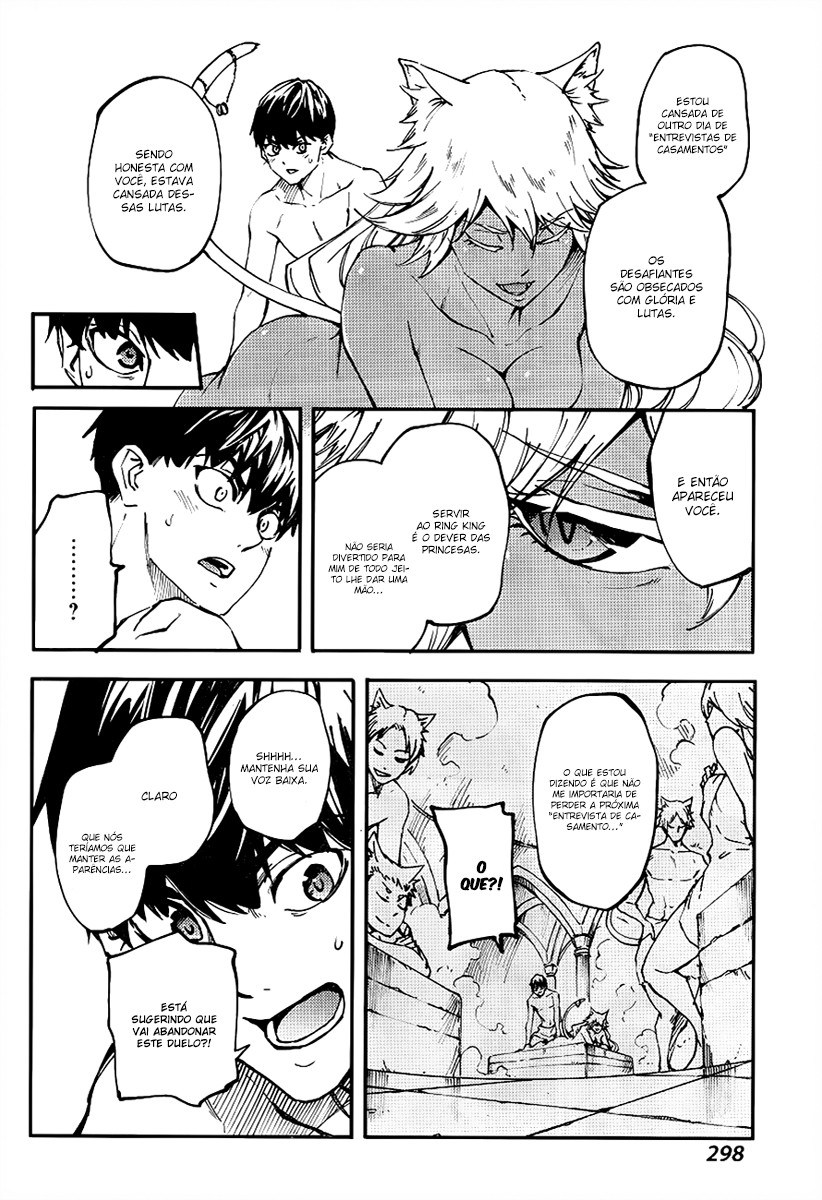 ESTOU
CANSADA DE
OUTRO DIA DE
"ENTREVISTAS DE
CASAMENTOS"
OS
DESAFIANTES
SÃO OBSECADOS
COM GLÓRIA E
LUTAS.
SENDO
HONESTA COM
VOCÊ, ESTAVA
CANSADA DES-
SAS LUTAS.
E ENTÃO
APARECEU
VOCÊ.
SERVIR
AO RING KING
É O DEVER DAS
PRINCESAS.
NÃO SERIA
DIVERTIDO PARA
MIM DE TODO JEI-
TO LHE DAR UMA
MÃO...
.........?
O QUE ESTOU
DIZENDO É QUE NÃO
ME IMPORTARIA DE
PERDER A PRÓXIMA
"ENTREVISTA DE CA-
SAMENTO..."
O
QUE?!
SHHHH...
MANTENHA SUA
VOZ BAIXA.
CLARO
QUE NÓS
TERÍAMOS QUE
MANTER AS A-
PARÊNCIAS...
ESTÁ
SUGERINDO QUE
VAI ABANDONAR
ESTE DUELO?!
298